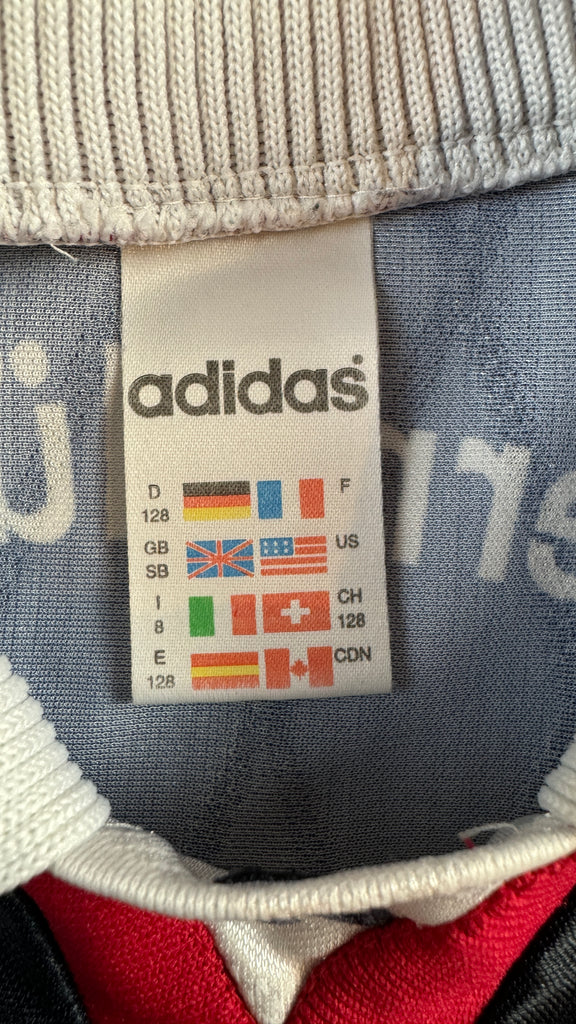 adidas
D F
128
GB US
SB
I CH
8 128
E CDN
128